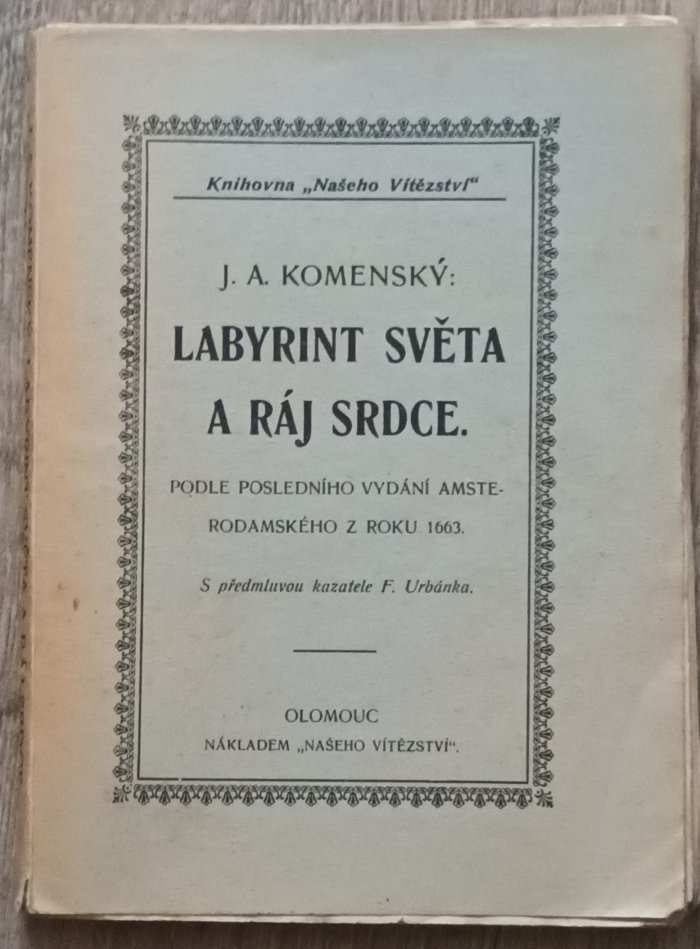 Knihovna „Našeho Vítězství“
J. A. KOMENSKÝ:
LABYRINT SVĚTA
A RÁJ SRDCE.
PODLE POSLEDNÍHO VYDÁNÍ AMSTE-
RODAMSKÉHO Z ROKU 1663.
S předmluvou kazatele F. Urbánka.
OLOMOUC
NÁKLADEM „NAŠEHO VÍTĚZSTVÍ“.